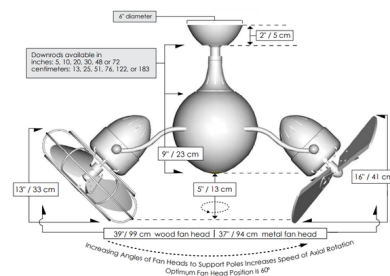 6" diameter
2" / 5 cm
Downrods available in
inches: 5, 10, 20, 30, 48 or 72
centimeters: 13, 25, 51, 76, 122, or 183
9" / 23 cm
13" / 33 cm
5" / 13 cm
16" / 41 cm
39"/ 99 cm wood fan head
37" / 94 cm metal fan head
Increasing Angles of Fan Heads to Support Poles Increases Speed of Axial Rotation
Optimum Fan Head Position is 60°